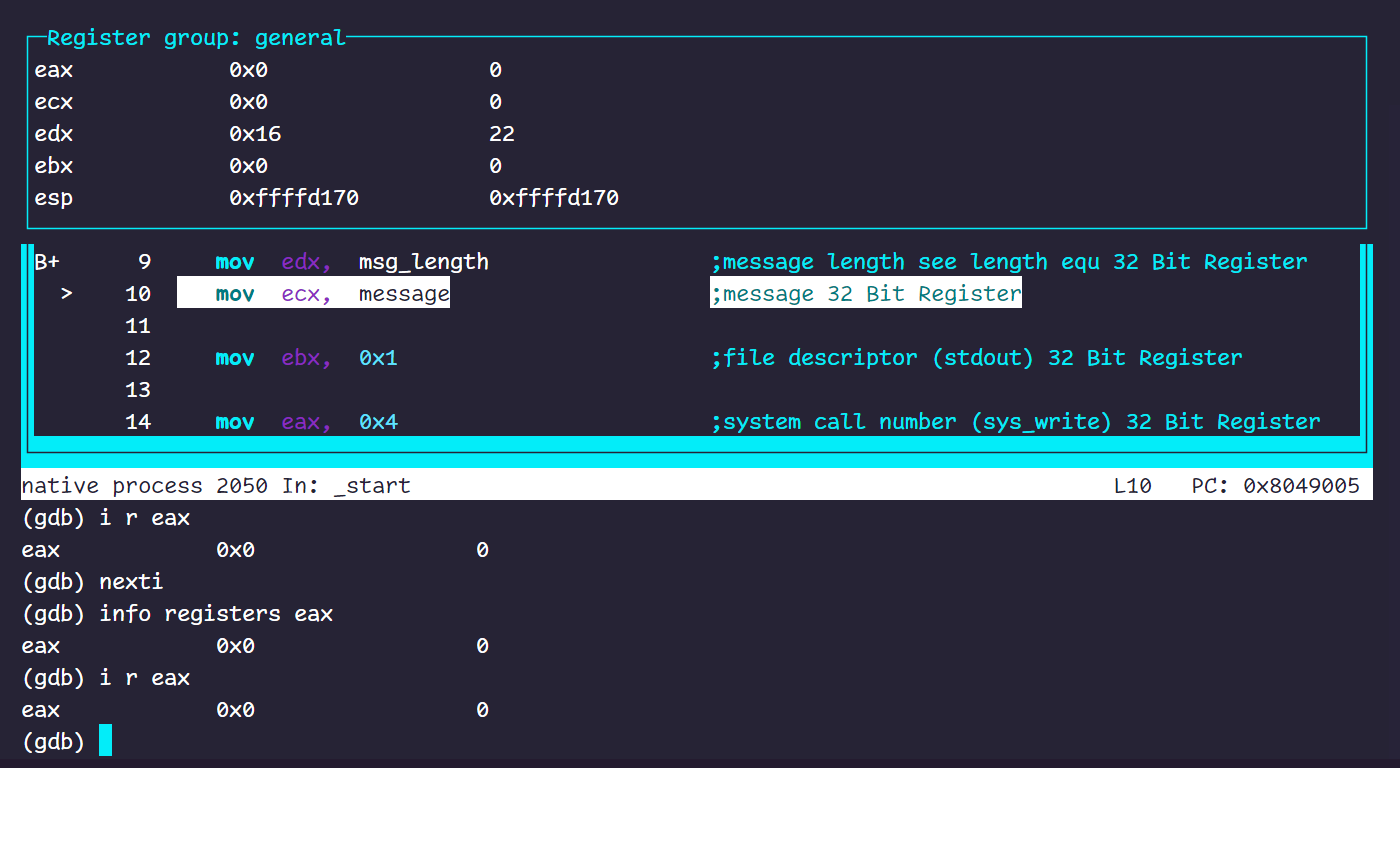 Register group: general
eax 0x0 0
ecx 0x0 0
edx 0x16 22
ebx 0x0 0
esp 0xffffd170 0xffffd170
B+ 9 mov edx, msg_length ;message length see length equ 32 Bit Register
> 10 mov ecx, message ;message 32 Bit Register
11
12 mov ebx, 0x1 ;file descriptor (stdout) 32 Bit Register
13
14 mov eax, 0x4 ;system call number (sys_write) 32 Bit Register
native process 2050 In: _start L10 PC: 0x8049005
(gdb) i r eax
eax 0x0 0
(gdb) nexti
(gdb) info registers eax
eax 0x0 0
(gdb) i r eax
eax 0x0 0
(gdb)